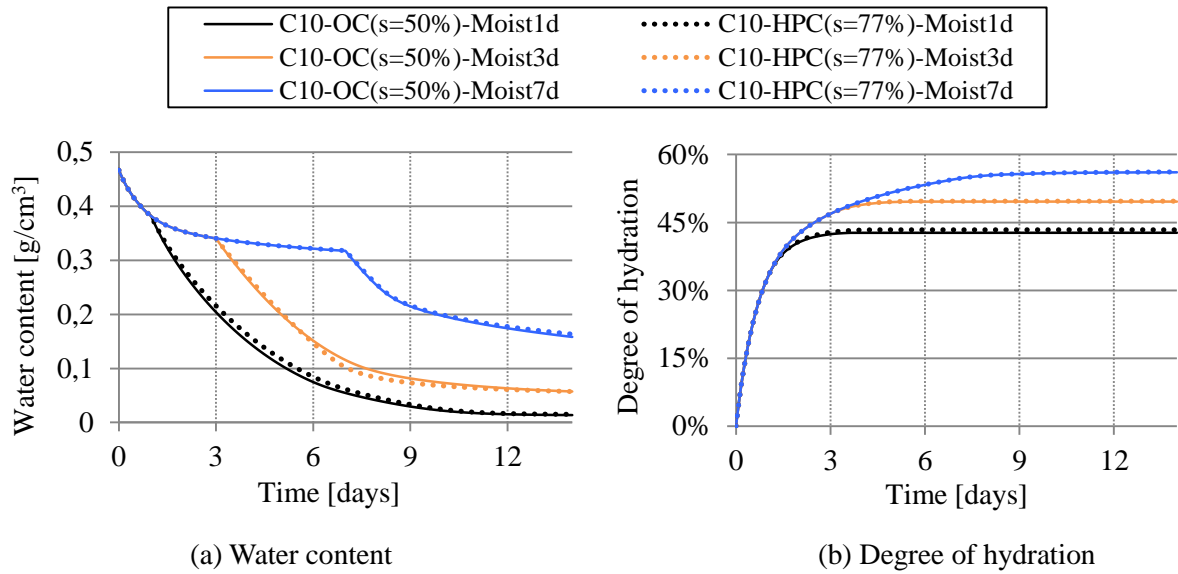 C10-OC(s=50%)-Moist1d
C10-HPC(s=77%)-Moist1d
C10-OC(s=50%)-Moist3d
C10-HPC(s=77%)-Moist3d
C10-OC(s=50%)-Moist7d
C10-HPC(s=77%)-Moist7d
Water content [g/cm³]
0,5
0,4
0,3
0,2
0,1
0
0 3 6 9 12
Time [days]
(a) Water content
Degree of hydration
60%
45%
30%
15%
0%
0 3 6 9 12
Time [days]
(b) Degree of hydration